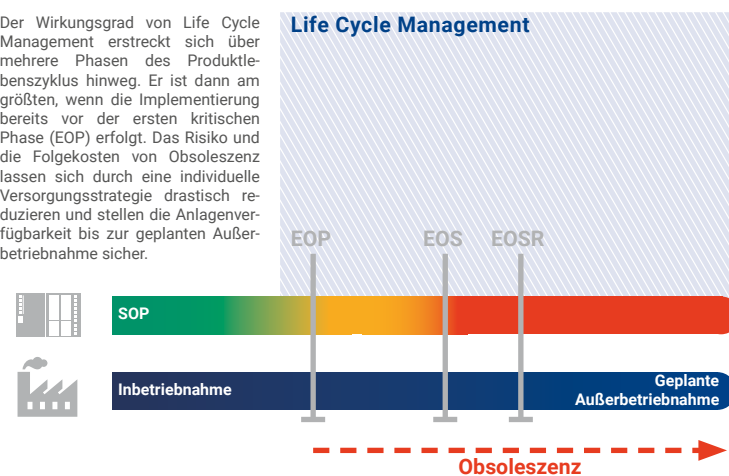 Der Wirkungsgrad von Life Cycle
Management erstreckt sich über
mehrere Phasen des Produktle-
benszyklus hinweg. Er ist dann am
größten, wenn die Implementierung
bereits vor der ersten kritischen
Phase (EOP) erfolgt. Das Risiko und
die Folgekosten von Obsoleszenz
lassen sich durch eine individuelle
Versorgungsstrategie drastisch re-
duzieren und stellen die Anlagenver-
fügbarkeit bis zur geplanten Außer-
betriebnahme sicher.
Life Cycle Management
EOP EOS EOSR
SOP
Inbetriebnahme
Geplante
Außerbetriebnahme
Obsoleszenz